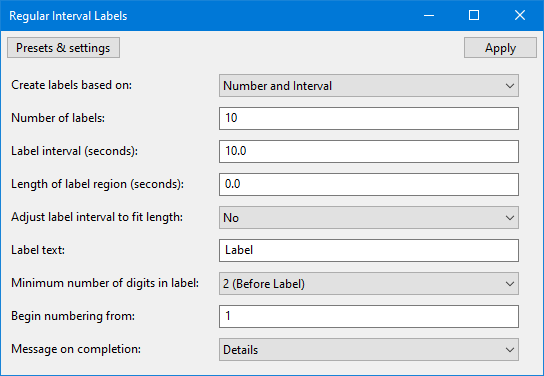 Regular Interval Labels
Presets & settings Apply
Create labels based on: Number and Interval
Number of labels: 10
Label interval (seconds): 10.0
Length of label region (seconds): 0.0
Adjust label interval to fit length: No
Label text: Label
Minimum number of digits in label: 2 (Before Label)
Begin numbering from: 1
Message on completion: Details